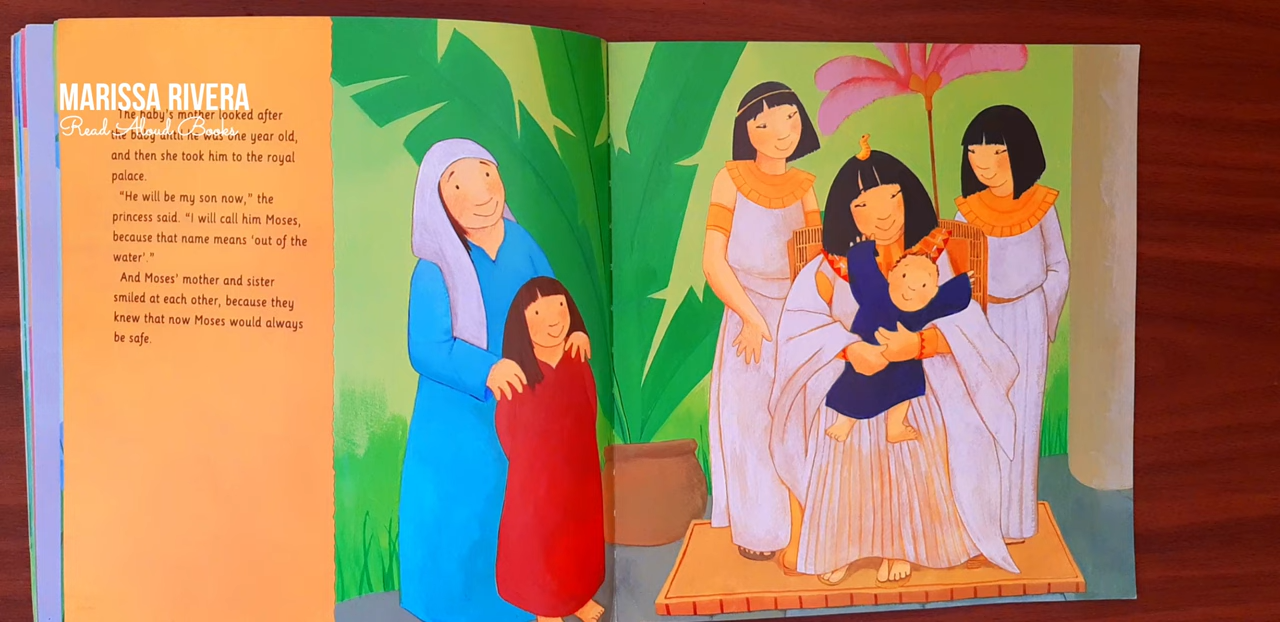 MARISSA RIVERA
Read Aloud Books
The baby's mother looked after
the baby until he was one year old,
and then she took him to the royal
palace.
"He will be my son now," the
princess said. "I will call him Moses,
because that name means 'out of the
water'."
And Moses' mother and sister
smiled at each other, because they
knew that now Moses would always
be safe.